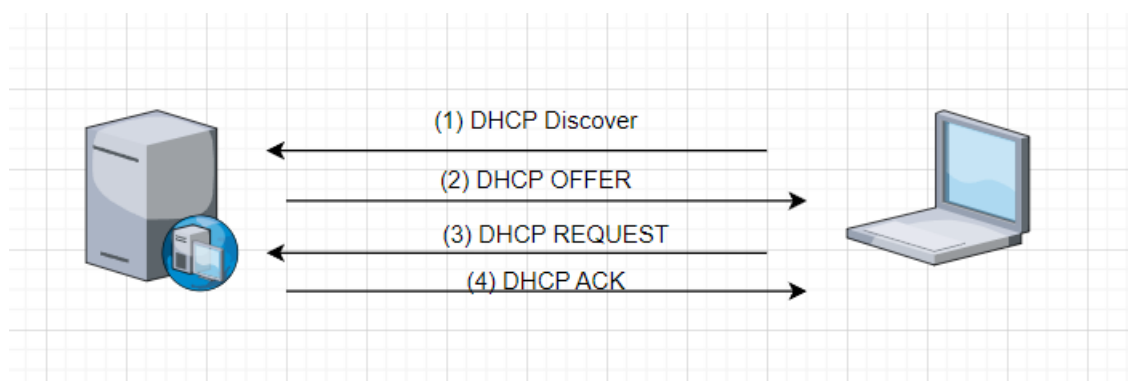 (1) DHCP Discover
(2) DHCP OFFER
(3) DHCP REQUEST
(4) DHCP ACK